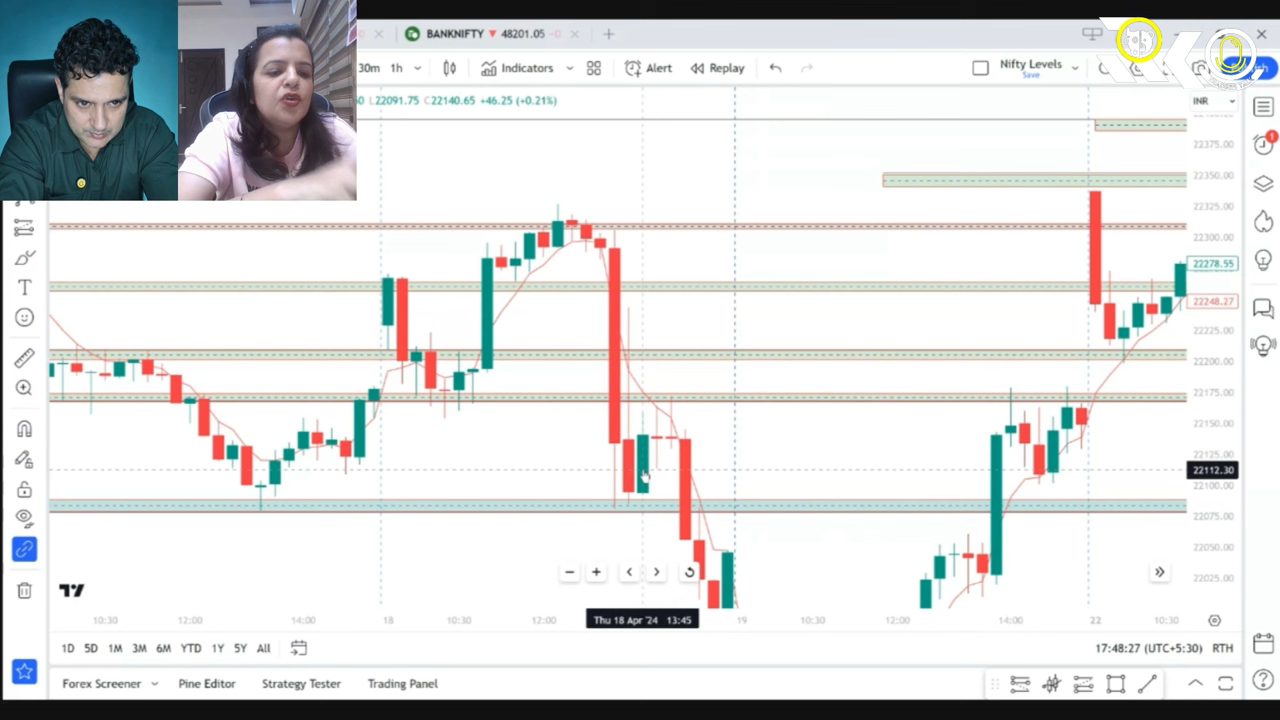 BANKNIFTY ▼ 48201.05 -0
30m 1h Indicators Alert Replay Nifty Levels
Save
L22091.75 C22140.65 +46.25 (+0.21%)
INR
22375.00
22350.00
22325.00
22300.00
22278.55
22248.27
22225.00
22200.00
22175.00
22150.00
22125.00
22112.30
22100.00
22075.00
22050.00
22025.00
10:30 12:00 14:00 18 10:30 12:00 Thu 18 Apr '24 13:45 19 10:30 12:00 14:00 22 10:30
1D 5D 1M 3M 6M YTD 1Y 5Y All 17:48:27 (UTC+5:30) RTH
Forex Screener Pine Editor Strategy Tester Trading Panel